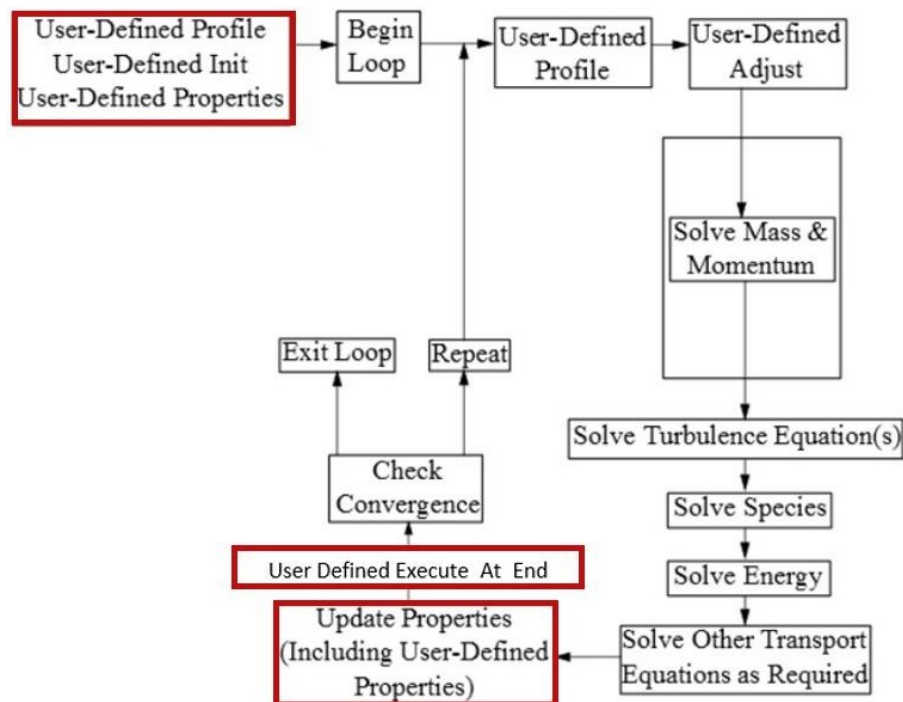 User-Defined Profile
User-Defined Init
User-Defined Properties
Begin
Loop
User-Defined
Profile
User-Defined
Adjust
Solve Mass &
Momentum
Exit Loop
Repeat
Solve Turbulence Equation(s)
Check
Convergence
Solve Species
User Defined Execute At End
Solve Energy
Update Properties
(Including User-Defined
Properties)
Solve Other Transport
Equations as Required